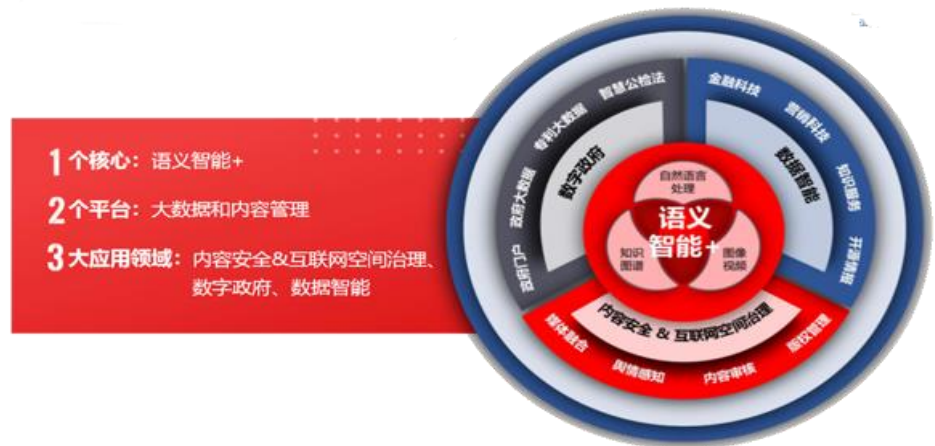 1个核心：语义智能+
2个平台：大数据和内容管理
3大应用领域：内容安全&互联网空间治理、
数字政府、数据智能
自然语言
处理
语义
智能+
知识
图谱
图像
视频
数字政府
政府门户
政府大数据
专利大数据
智慧公检法
数据智能
金融科技
营销科技
知识服务
开源情报
内容安全 & 互联网空间治理
媒体融合
舆情感知
内容审核
版权管理